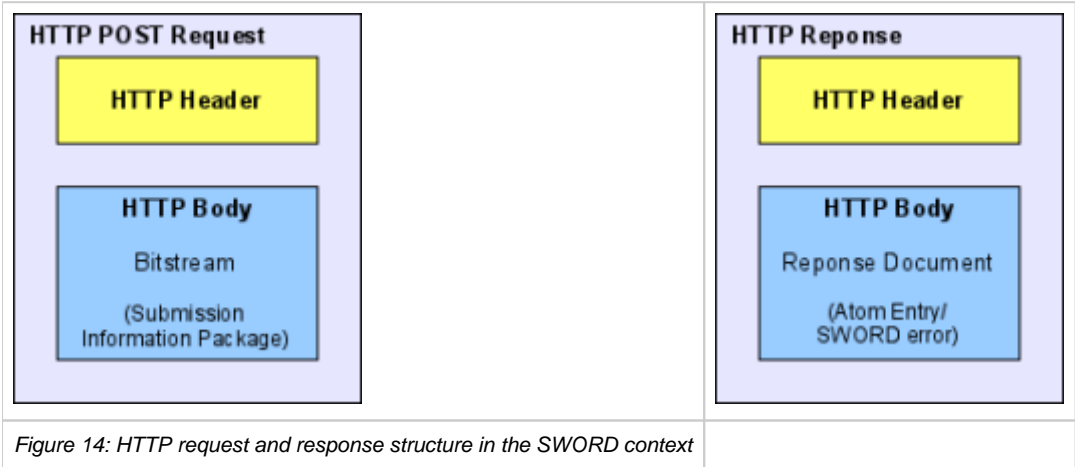 HTTP POST Request
HTTP Header
HTTP Body
Bitstream
(Submission
Information Package)
HTTP Reponse
HTTP Header
HTTP Body
Reponse Document
(Atom Entry/
SWORD error)
Figure 14: HTTP request and response structure in the SWORD context